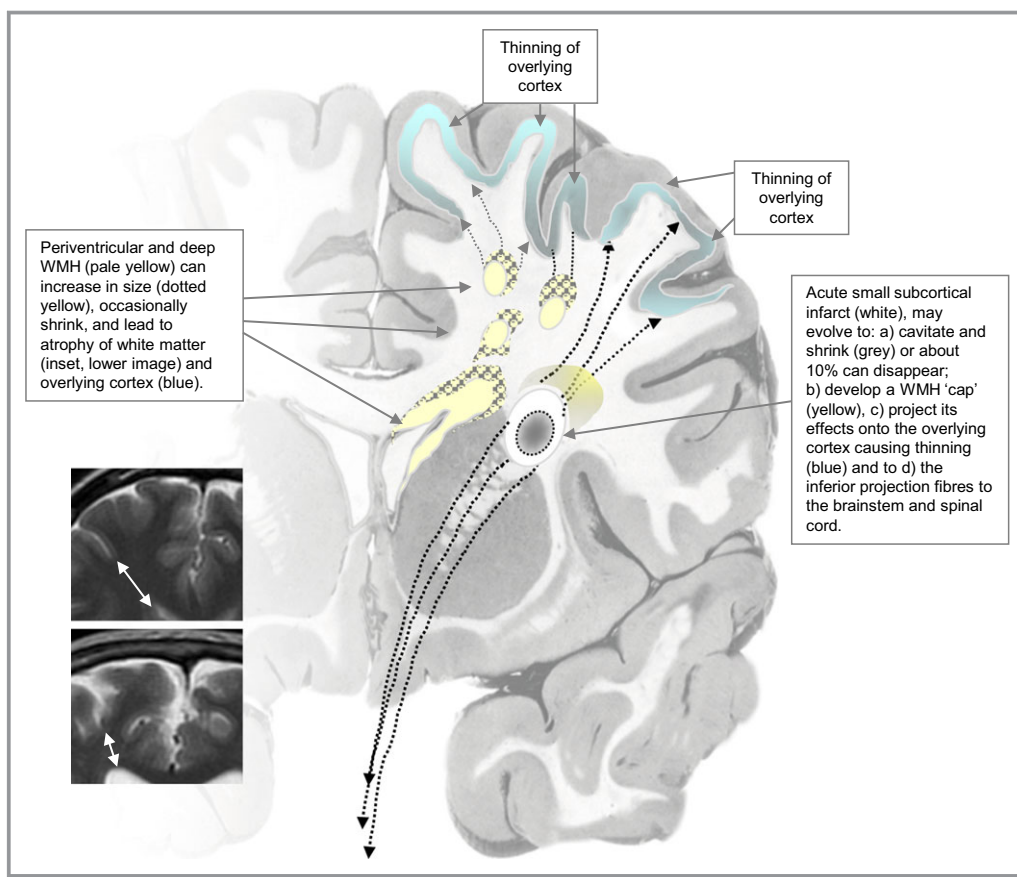 Thinning of
overlying
cortex
Thinning of
overlying
cortex
Periventricular and deep
WMH (pale yellow) can
increase in size (dotted
yellow), occasionally
shrink, and lead to
atrophy of white matter
(inset, lower image) and
overlying cortex (blue).
Acute small subcortical
infarct (white), may
evolve to: a) cavitate and
shrink (grey) or about
10% can disappear;
b) develop a WMH ‘cap’
(yellow), c) project its
effects onto the overlying
cortex causing thinning
(blue) and to d) the
inferior projection fibres to
the brainstem and spinal
cord.